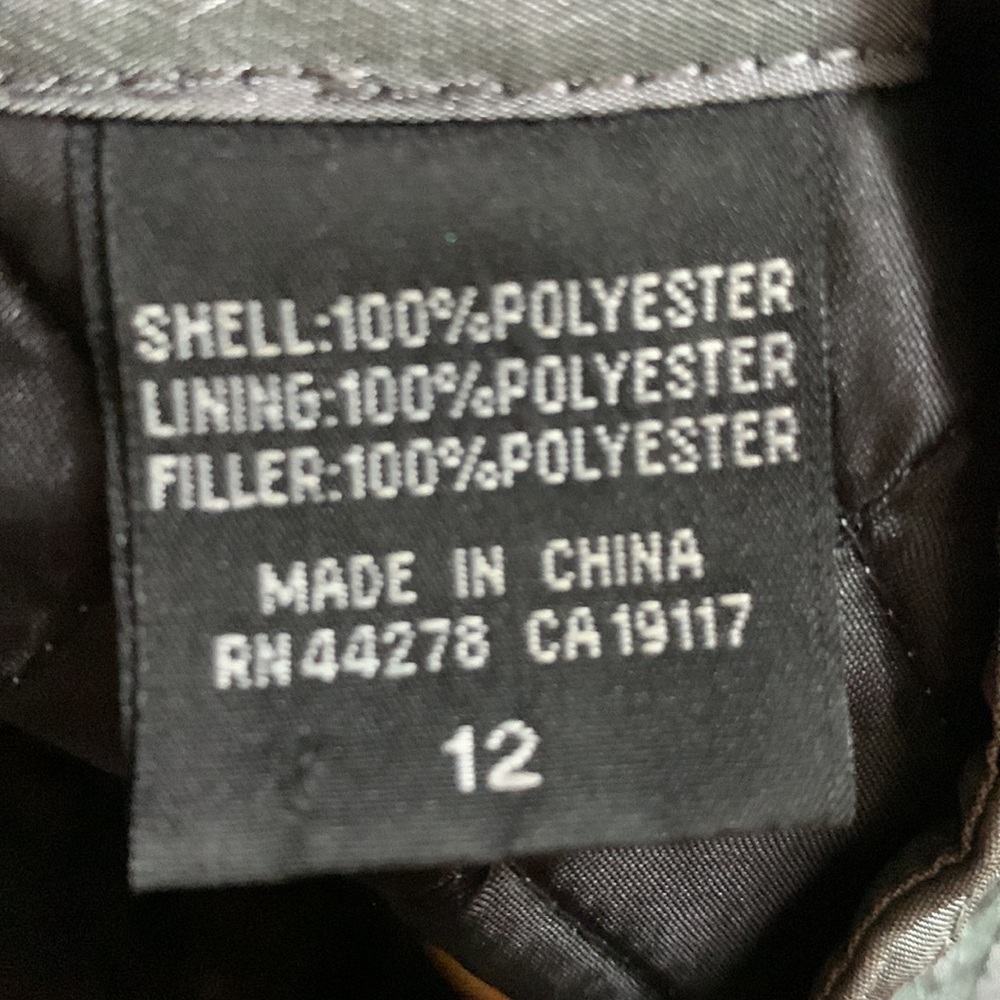 SHELL:100%POLYESTER
LINING:100%POLYESTER
FILLER:100%POLYESTER
MADE IN CHINA
RN44278 CA19117
12